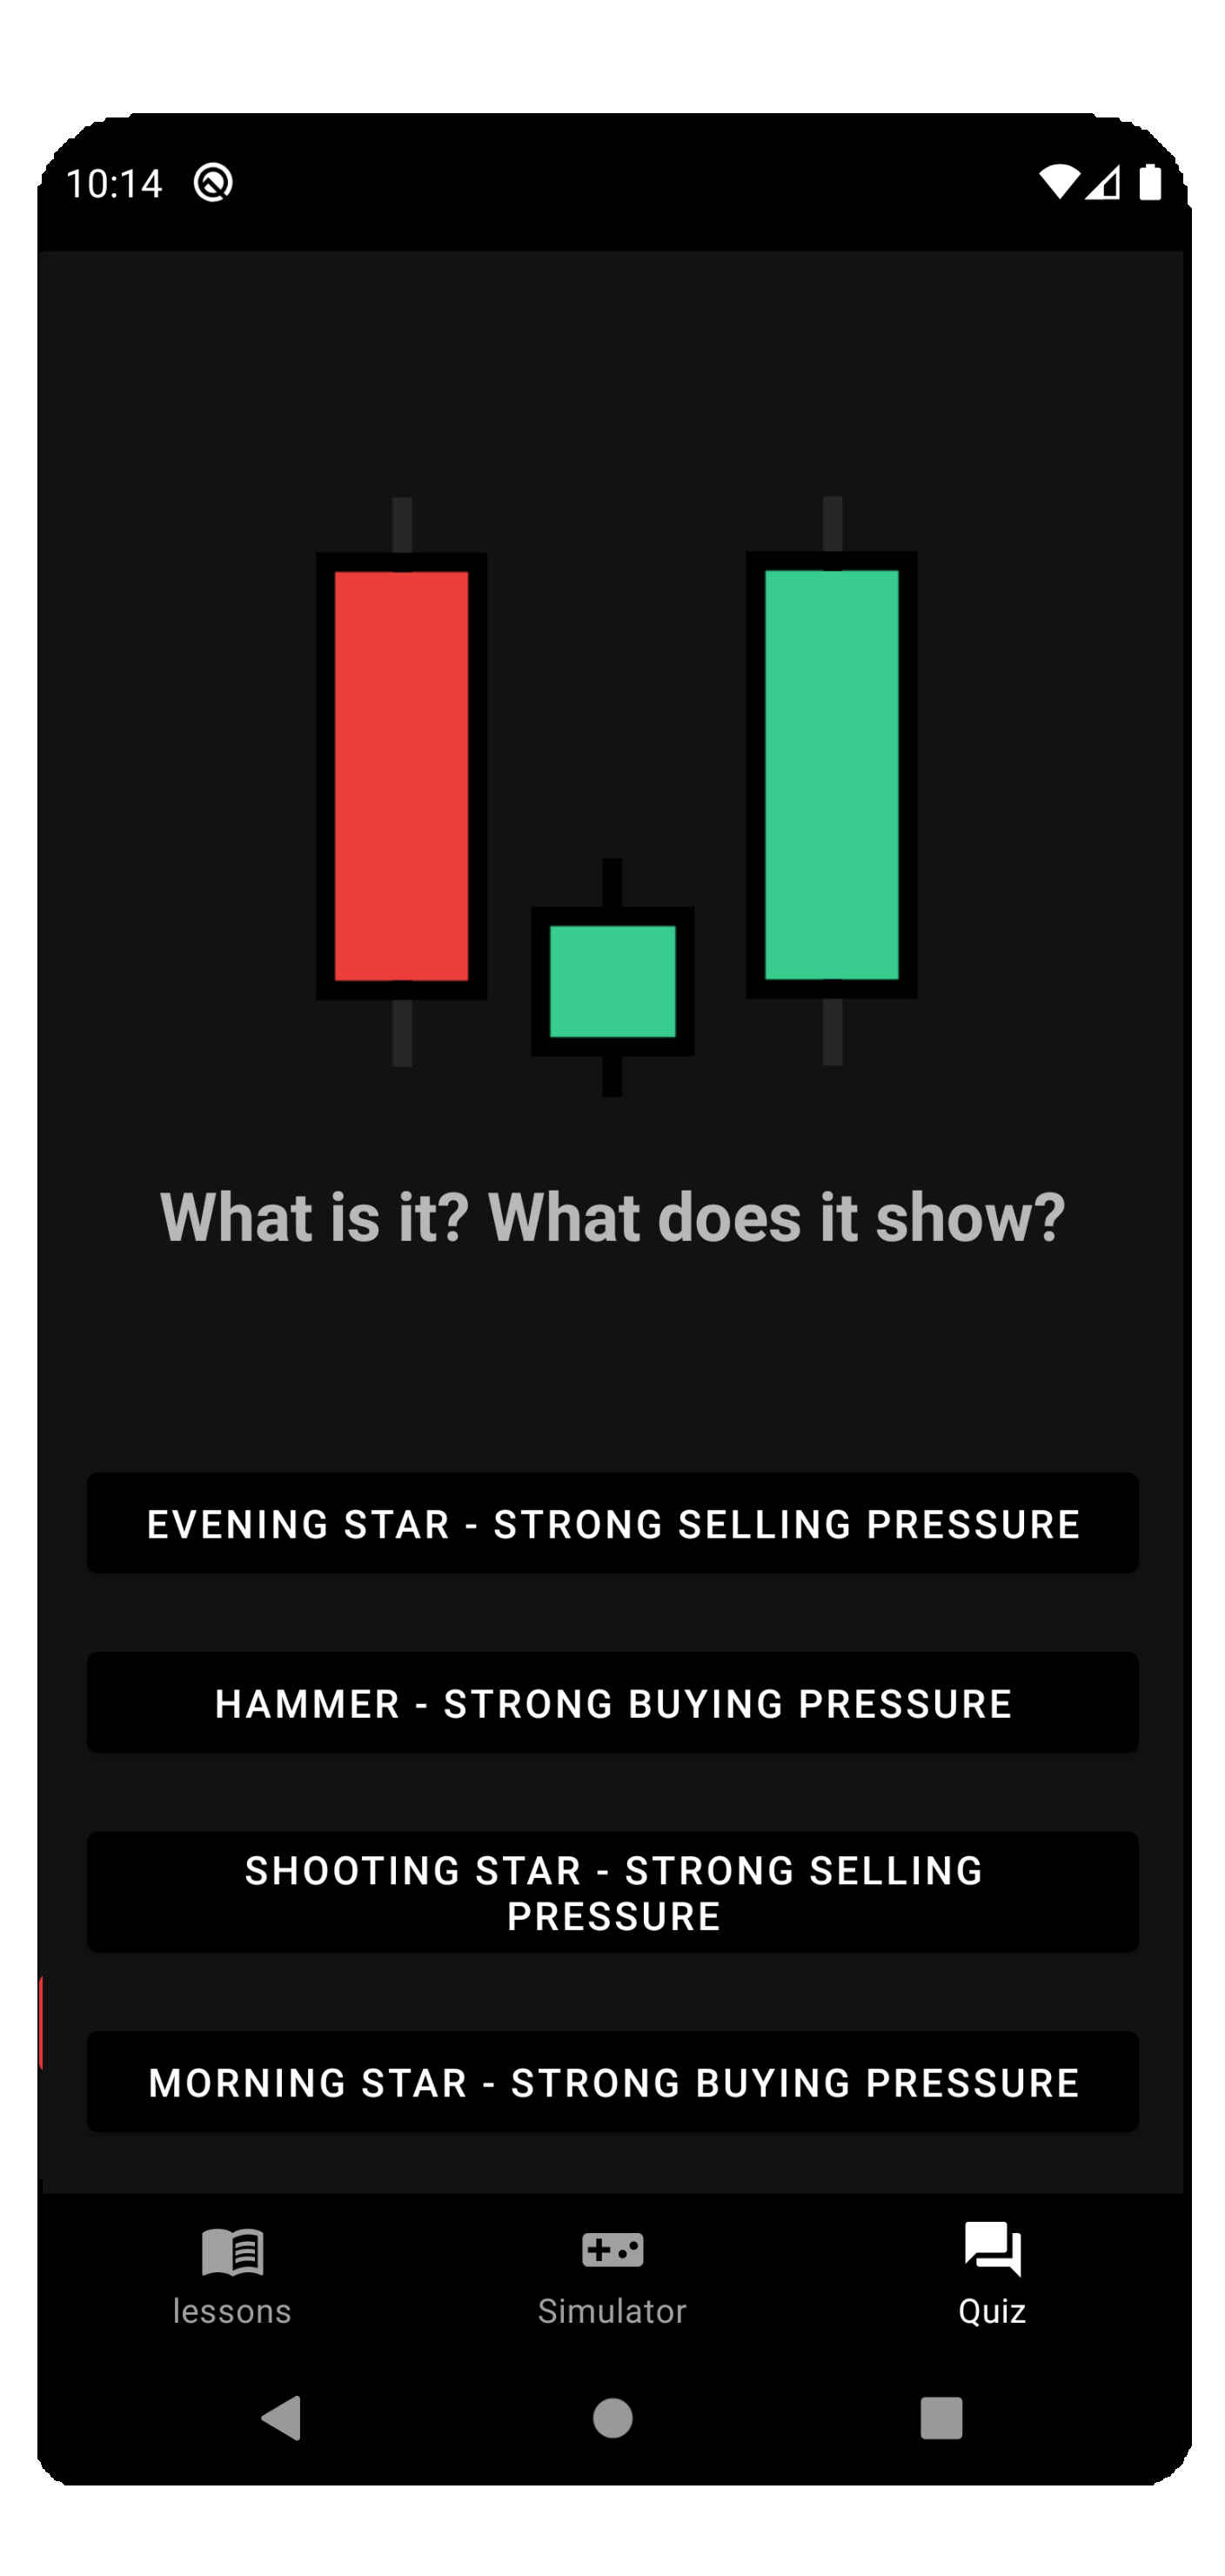 10:14
What is it? What does it show?
EVENING STAR - STRONG SELLING PRESSURE
HAMMER - STRONG BUYING PRESSURE
SHOOTING STAR - STRONG SELLING
PRESSURE
MORNING STAR - STRONG BUYING PRESSURE
lessons
Simulator
Quiz